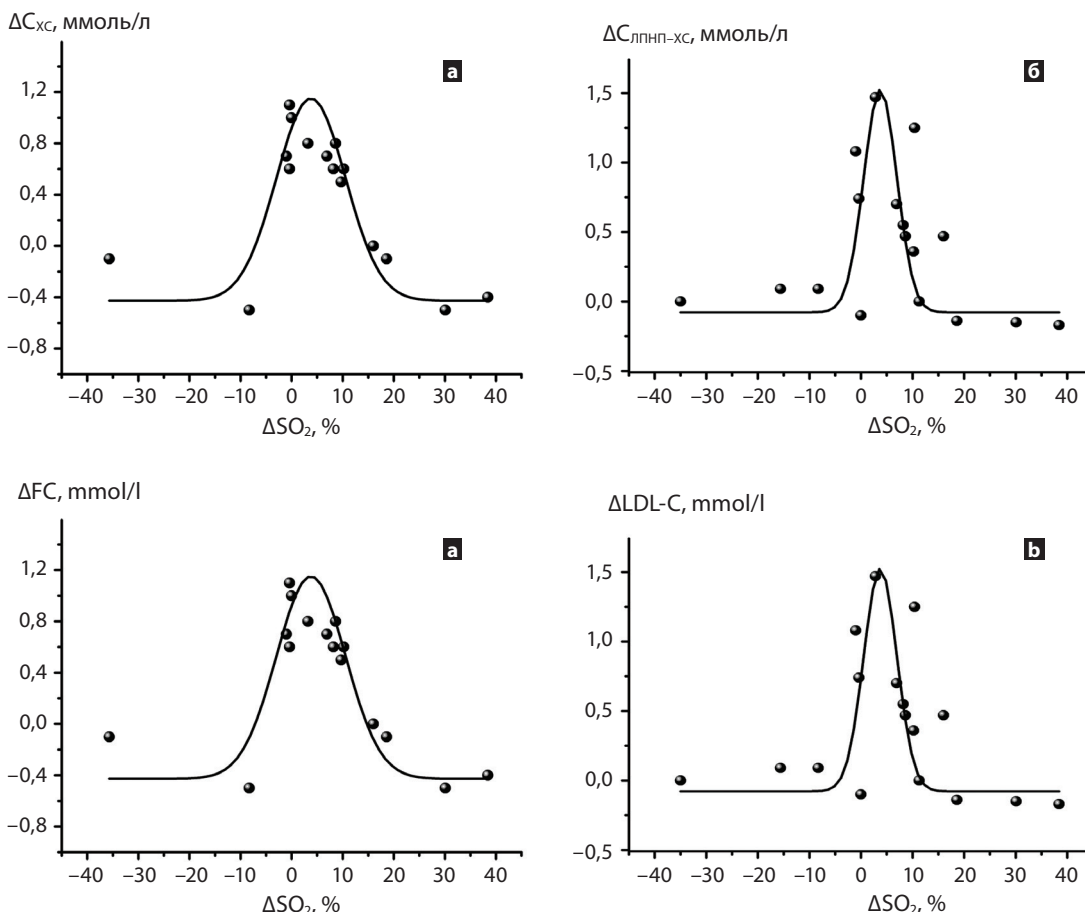 ΔCхс, ммоль/л
а
1,2
0,8
0,4
0,0
–0,4
–0,8
–40 –30 –20 –10 0 10 20 30 40
ΔSO₂, %
ΔCлпнп–хс, ммоль/л
б
1,5
1,0
0,5
0,0
–0,5
–40 –30 –20 –10 0 10 20 30 40
ΔSO₂, %
ΔFC, mmol/l
a
1,2
0,8
0,4
0,0
–0,4
–0,8
–40 –30 –20 –10 0 10 20 30 40
ΔSO₂, %
ΔLDL-C, mmol/l
b
1,5
1,0
0,5
0,0
–0,5
–40 –30 –20 –10 0 10 20 30 40
ΔSO₂, %